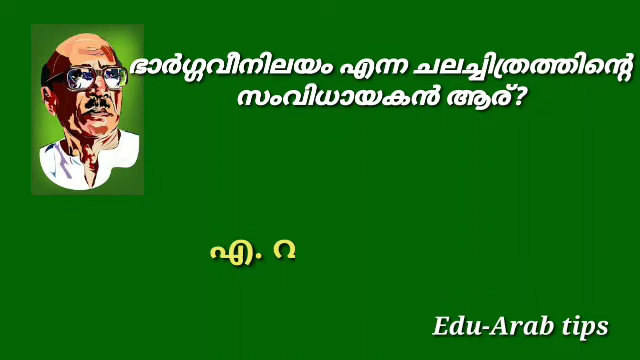 ഭാർഗ്ഗവീനിലയം എന്ന ചലച്ചിത്രത്തിന്റെ
സംവിധായകൻ ആര്?
എ. റ
Edu-Arab tips